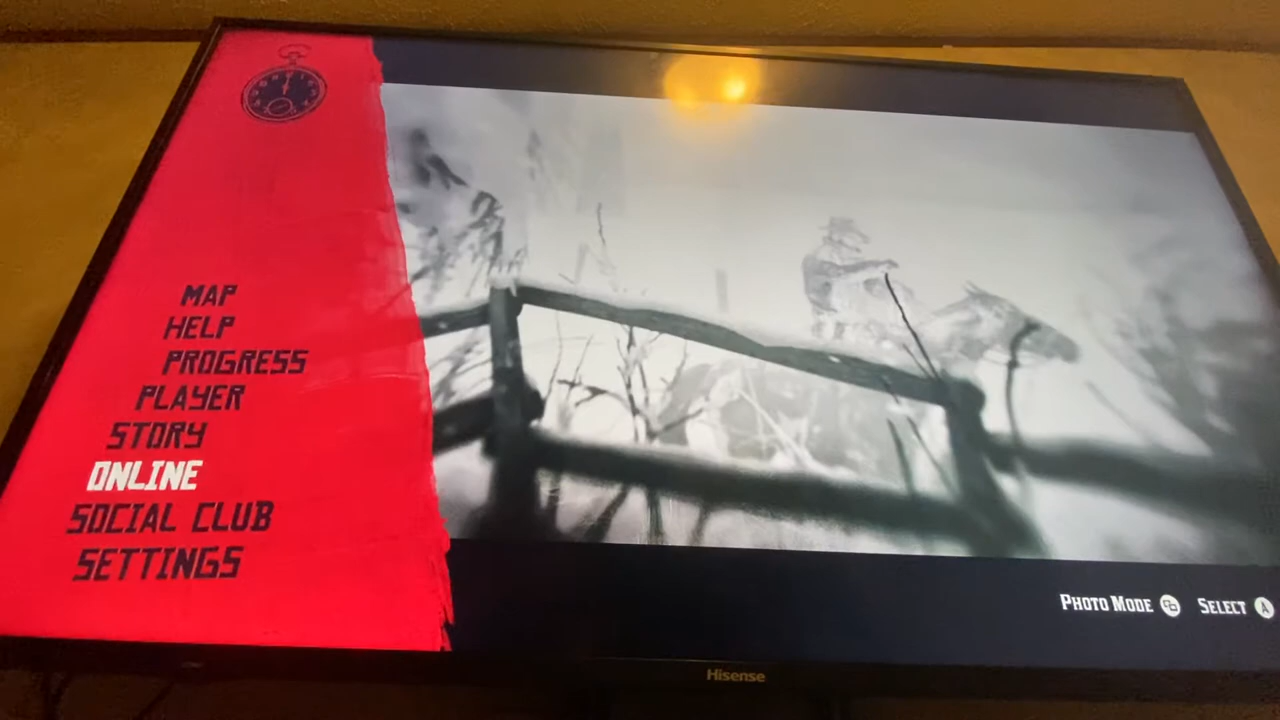 MAP
HELP
PROGRESS
PLAYER
STORY
ONLINE
SOCIAL CLUB
SETTINGS
PHOTO MODE
SELECT A
Hisense